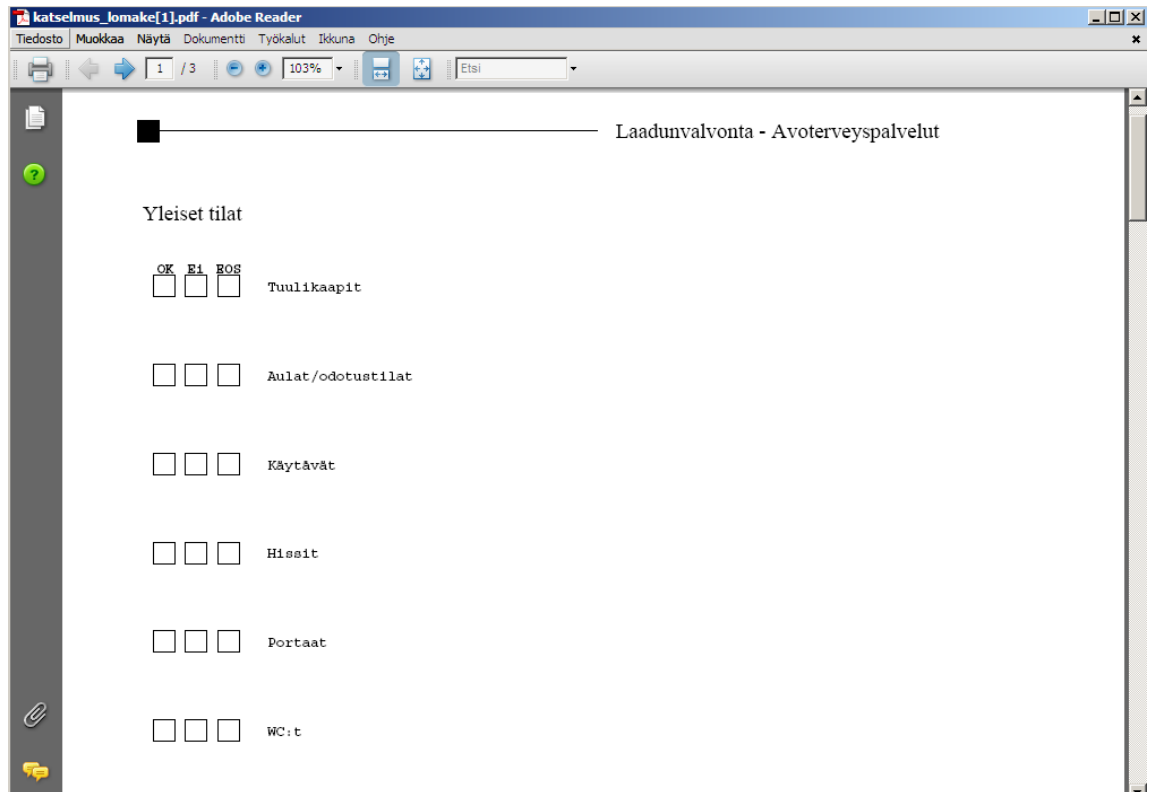 katselmus_lomake[1].pdf - Adobe Reader
Tiedosto Muokkaa Näytä Dokumentti Työkalut Ikkuna Ohje
1 / 3 103% Etsi
Laadunvalvonta - Avoterveyspalvelut
Yleiset tilat
OK Ei EOS
Tuulikaapit
Aulat/odotustilat
Käytävät
Hissit
Portaat
WC:t